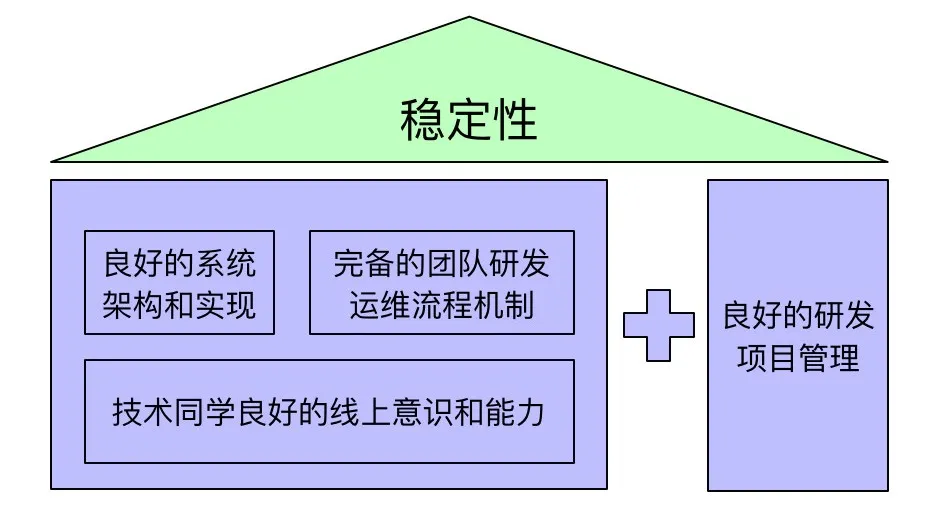 稳定性
良好的系统
架构和实现
完备的团队研发
运维流程机制
技术同学良好的线上意识和能力
良好的研发
项目管理